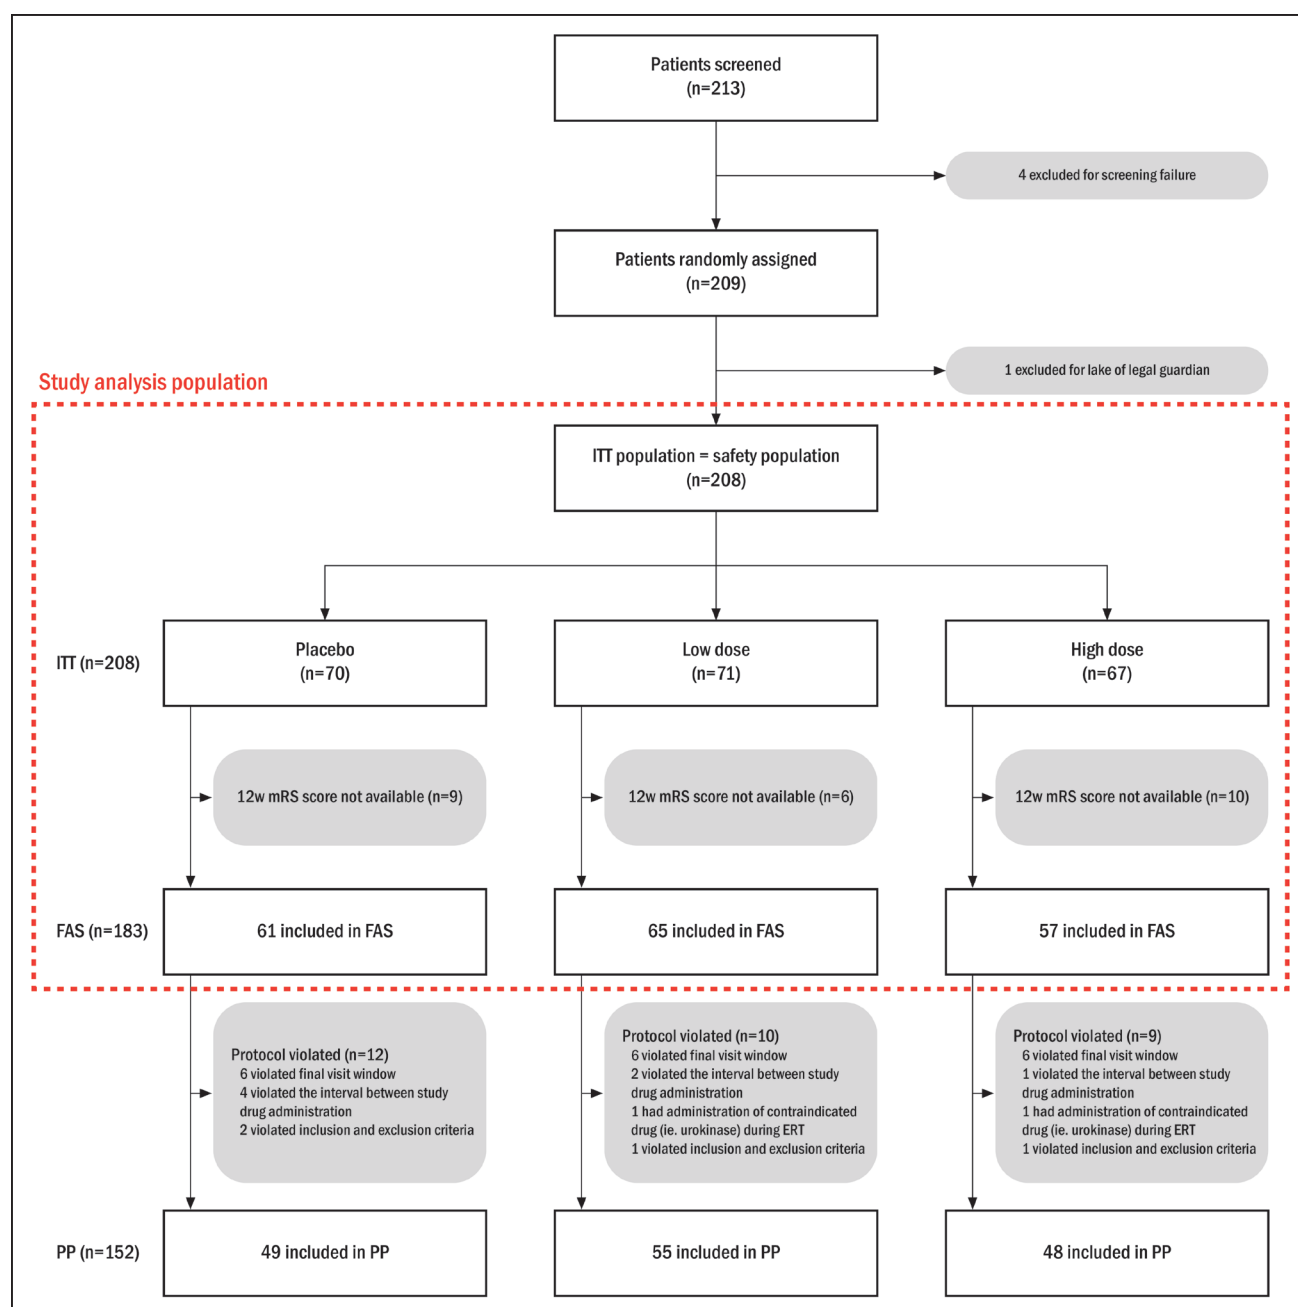 Patients screened
(n=213)
4 excluded for screening failure
Patients randomly assigned
(n=209)
1 excluded for lake of legal guardian
Study analysis population
ITT population = safety population
(n=208)
ITT (n=208)
Placebo
(n=70)
Low dose
(n=71)
High dose
(n=67)
12w mRS score not available (n=9)
12w mRS score not available (n=6)
12w mRS score not available (n=10)
FAS (n=183)
61 included in FAS
65 included in FAS
57 included in FAS
Protocol violated (n=12)
6 violated final visit window
4 violated the interval between study
drug administration
2 violated inclusion and exclusion criteria
Protocol violated (n=10)
6 violated final visit window
2 violated the interval between study
drug administration
1 had administration of contraindicated
drug (ie. urokinase) during ERT
1 violated inclusion and exclusion criteria
Protocol violated (n=9)
6 violated final visit window
1 violated the interval between study
drug administration
1 had administration of contraindicated
drug (ie. urokinase) during ERT
1 violated inclusion and exclusion criteria
PP (n=152)
49 included in PP
55 included in PP
48 included in PP